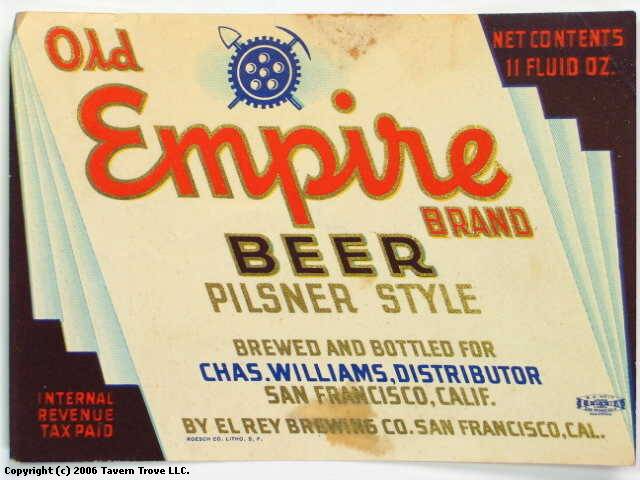 Old
Empire
BRAND
BEER
PILSNER STYLE
NET CONTENTS
11 FLUID OZ.
BREWED AND BOTTLED FOR
CHAS. WILLIAMS, DISTRIBUTOR
SAN FRANCISCO, CALIF.
BY EL REY BREWING CO. SAN FRANCISCO, CAL.
ROESCH CO. LITHO. S. F.
INTERNAL
REVENUE
TAX PAID
Copyright (c) 2006 Tavern Trove LLC.